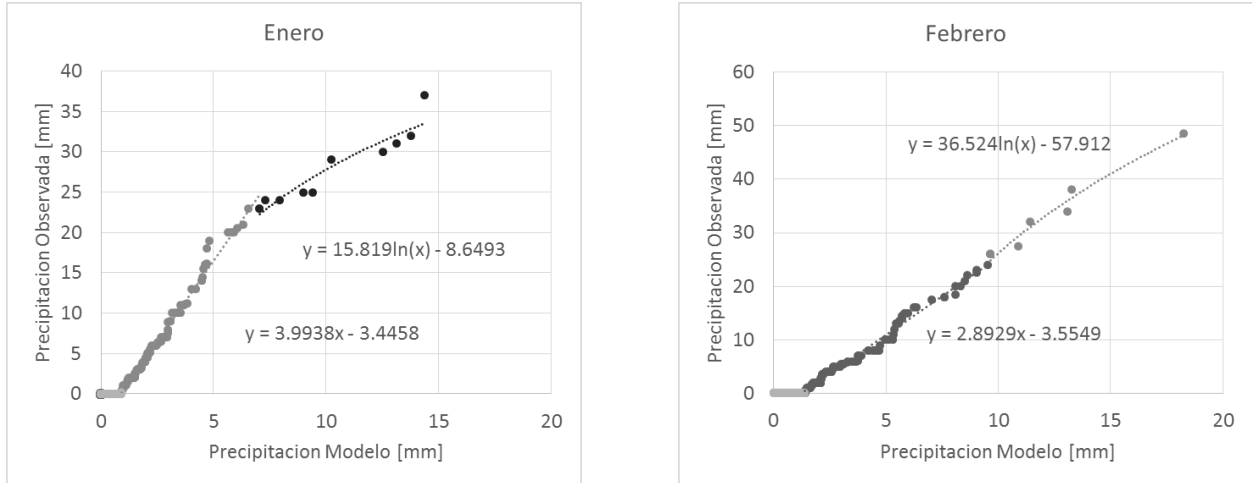 Enero
40
35
30
25
20
15
10
5
0
Precipitacion Observada [mm]
y = 15.819ln(x) - 8.6493
y = 3.9938x - 3.4458
0 5 10 15 20
Precipitacion Modelo [mm]
Febrero
60
50
40
30
20
10
0
Precipitacion Observada [mm]
y = 36.524ln(x) - 57.912
y = 2.8929x - 3.5549
0 5 10 15 20
Precipitacion Modelo [mm]